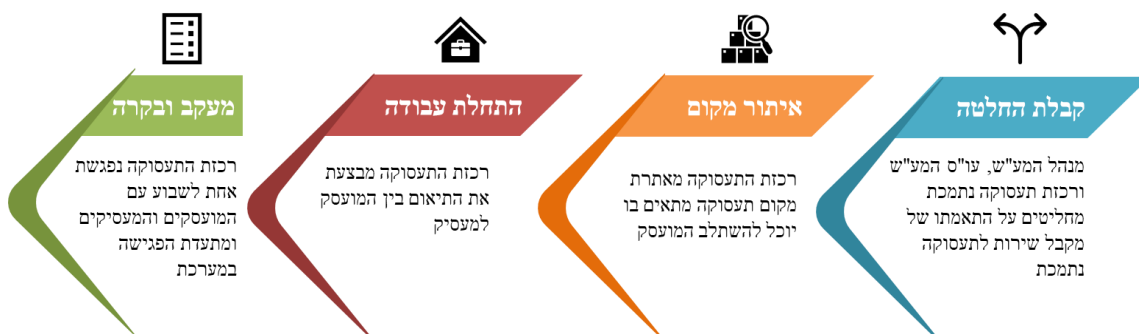 קבלת החלטה
מנהל המע"ש, עו"ס המע"ש
ורכזת תעסוקה נתמכת
מחליטים על התאמתו של
מקבל שירות לתעסוקה
נתמכת
איתור מקום
רכזת התעסוקה מאתרת
מקום תעסוקה מתאים בו
יוכל להשתלב המועסק
התחלת עבודה
רכזת התעסוקה מבצעת
את התיאום בין המועסק
למעסיק
מעקב ובקרה
רכזת התעסוקה נפגשת
אחת לשבוע עם
המועסקים והמעסיקים
ומתעדת הפגישה
במערכת